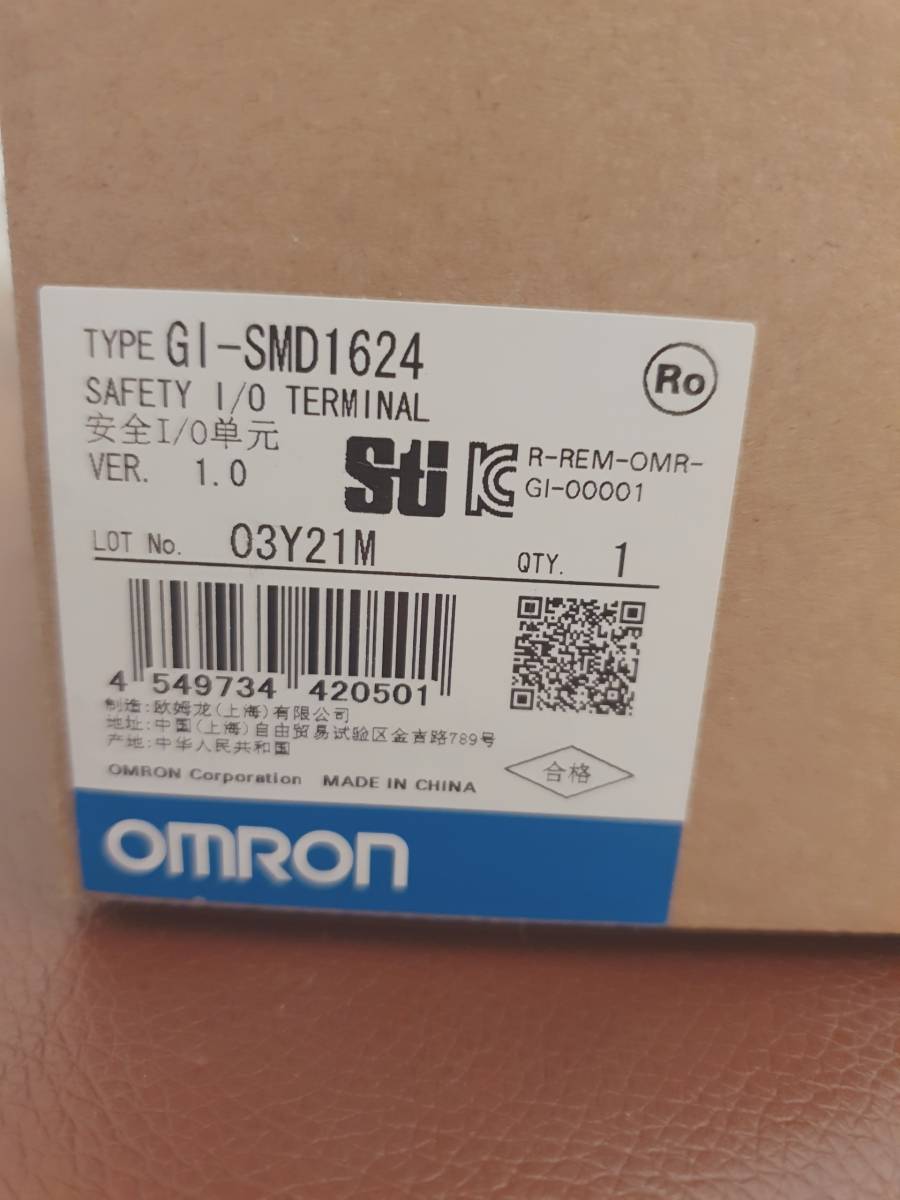 TYPE GI-SMD1624
Ro
SAFETY I/O TERMINAL
安全I/O单元
VER. 1.0
Sti
KC
R-REM-OMR-
GI-00001
LOT No. 03Y21M
QTY. 1
4 549734 420501
制造:欧姆龙(上海)有限公司
地址:中国(上海)自由贸易试验区金吉路789号
产地:中华人民共和国
合格
OMRON Corporation MADE IN CHINA
OMRON